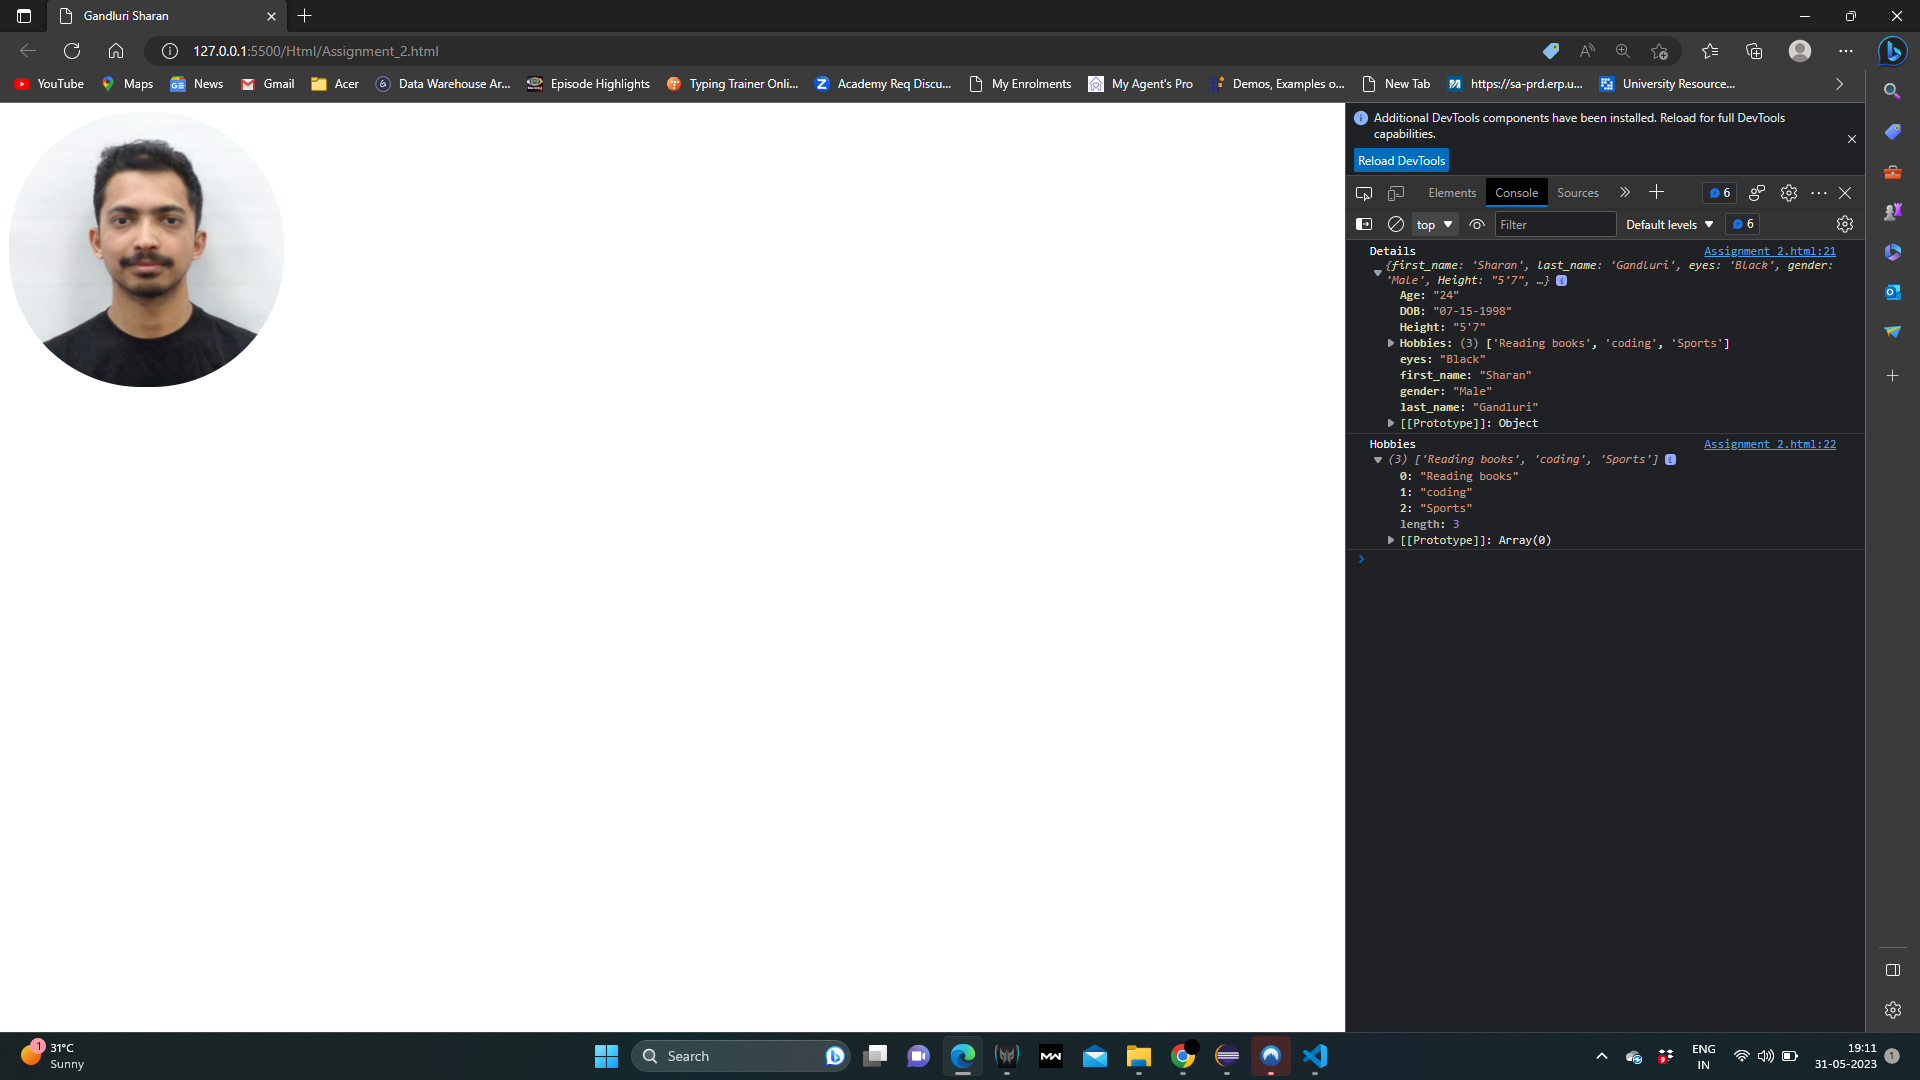 Gandluri Sharan
127.0.0.1:5500/Html/Assignment_2.html
YouTube Maps News Gmail Acer Data Warehouse Ar... Episode Highlights Typing Trainer Onli... Academy Req Discu... My Enrolments My Agent's Pro Demos, Examples o... New Tab https://sa-prd.erp.u... University Resource...
Additional DevTools components have been installed. Reload for full DevTools
capabilities.
Reload DevTools
Elements Console Sources 6
top Filter Default levels 6
Details Assignment 2.html:21
{first_name: 'Sharan', last_name: 'Gandluri', eyes: 'Black', gender:
'Male', Height: "5'7", …}
Age: "24"
DOB: "07-15-1998"
Height: "5'7"
Hobbies: (3) ['Reading books', 'coding', 'Sports']
eyes: "Black"
first_name: "Sharan"
gender: "Male"
last_name: "Gandluri"
[[Prototype]]: Object
Hobbies Assignment 2.html:22
(3) ['Reading books', 'coding', 'Sports']
0: "Reading books"
1: "coding"
2: "Sports"
length: 3
[[Prototype]]: Array(0)
1 31°C
Sunny
Search
ENG
IN
19:11
31-05-2023 1